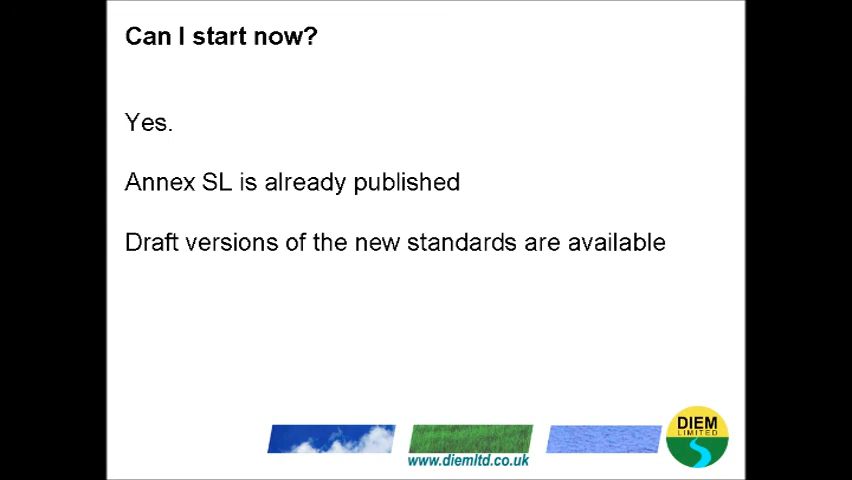 Can I start now?
Yes.
Annex SL is already published
Draft versions of the new standards are available
DIEM
LIMITED
www.diemltd.co.uk